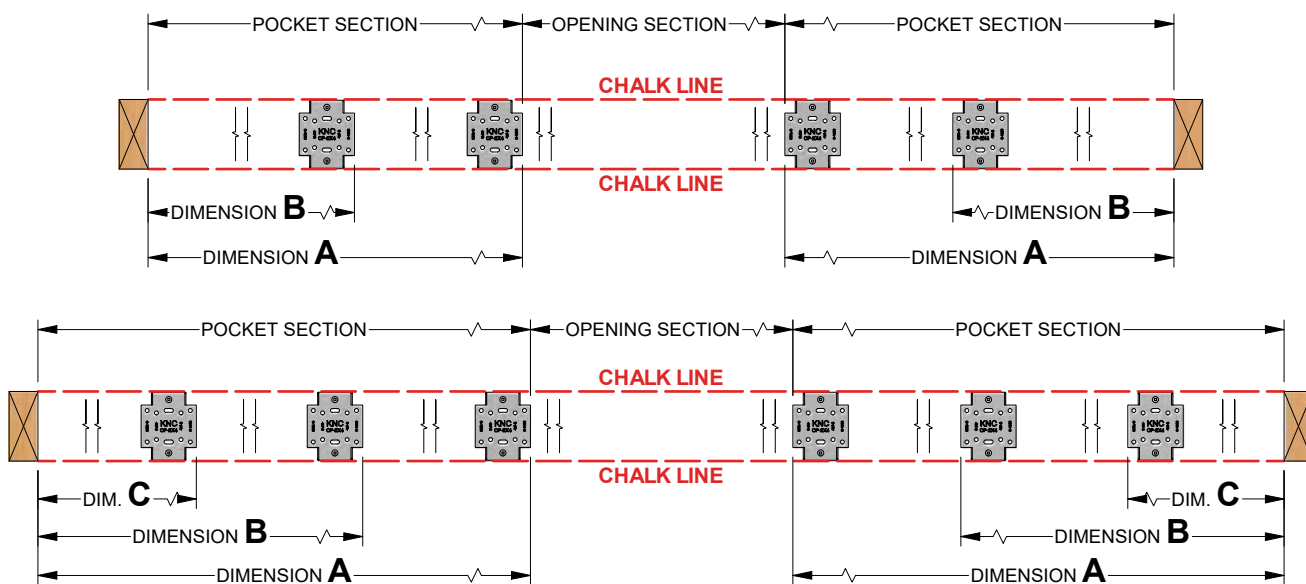 POCKET SECTION OPENING SECTION POCKET SECTION
CHALK LINE
KNC KNC KNC KNC
CHALK LINE
DIMENSION B DIMENSION B
DIMENSION A DIMENSION A
POCKET SECTION OPENING SECTION POCKET SECTION
CHALK LINE
KNC KNC KNC KNC KNC KNC
CHALK LINE
DIM. C DIM. C
DIMENSION B DIMENSION B
DIMENSION A DIMENSION A